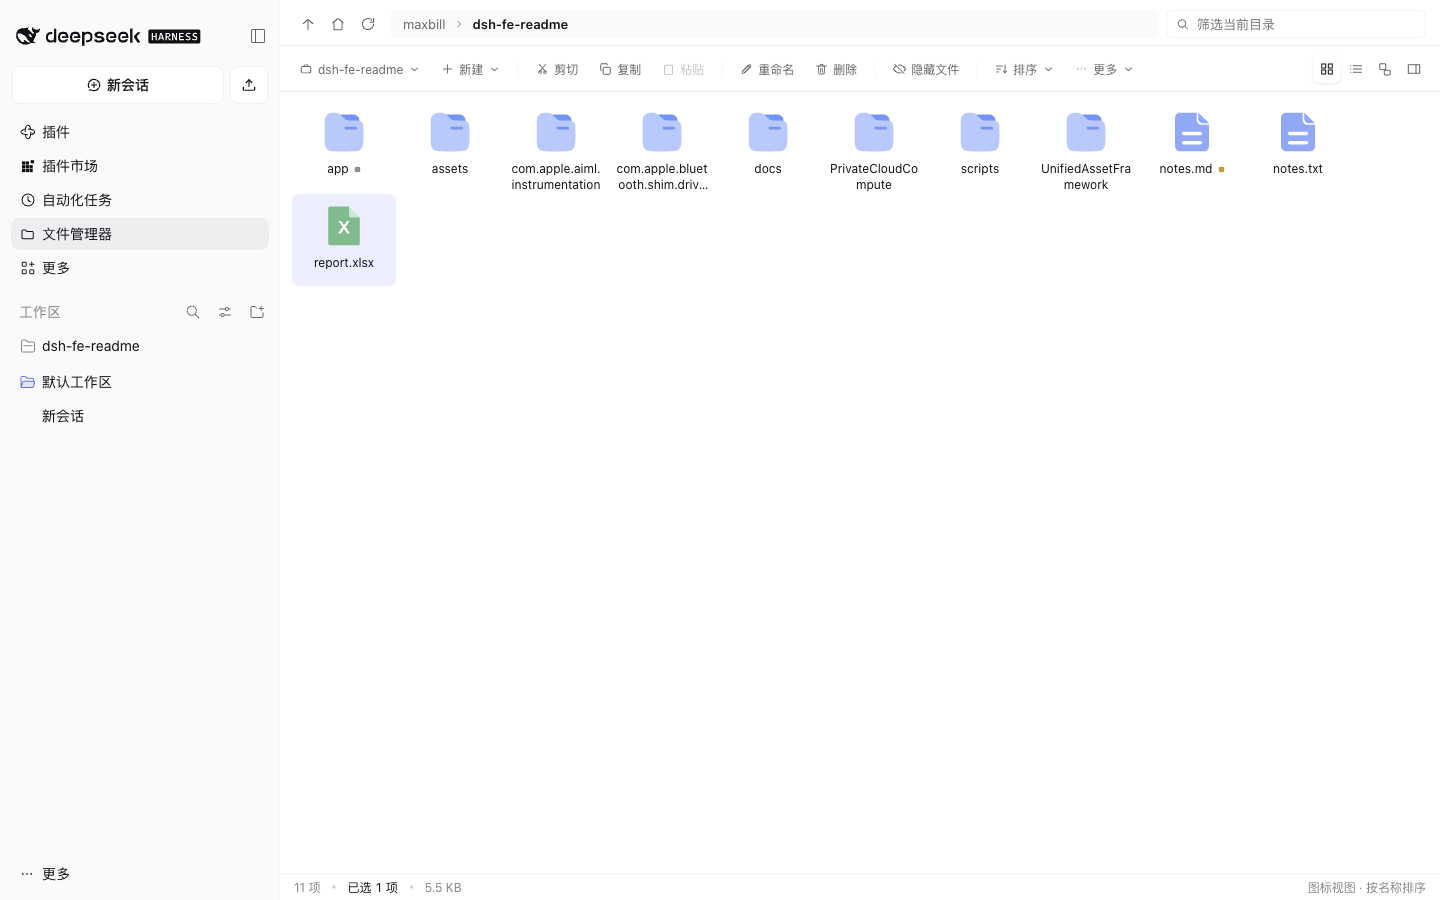 deepseek HARNESS
新会话
插件
插件市场
自动化任务
文件管理器
更多
工作区
dsh-fe-readme
默认工作区
新会话
更多
maxbill > dsh-fe-readme
筛选当前目录
dsh-fe-readme 新建 剪切 复制 粘贴 重命名 删除 隐藏文件 排序 更多
app
assets
com.apple.aiml.
instrumentation
com.apple.bluet
ooth.shim.driv...
docs
PrivateCloudCo
mpute
scripts
UnifiedAssetFra
mework
notes.md
notes.txt
X
report.xlsx
11 项 • 已选 1 项 • 5.5 KB
图标视图 · 按名称排序